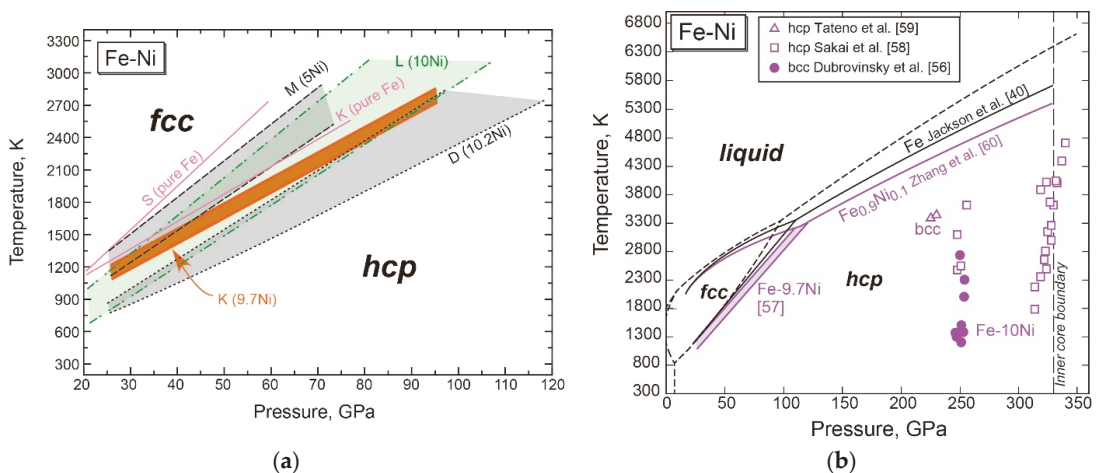 Fe-Ni
3300
3000
2700
2400
2100
1800
1500
1200
900
600
300
Temperature, K
20
30
40
50
60
70
80
90
100
110
120
Pressure, GPa
fcc
hcp
M (5Ni)
L (10Ni)
S (pure Fe)
K (pure Fe)
D (10.2Ni)
K (9.7Ni)
(a)
Fe-Ni
hcp Tateno et al. [59]
hcp Sakai et al. [58]
bcc Dubrovinsky et al. [56]
6800
6300
5800
5300
4800
4300
3800
3300
2800
2300
1800
1300
800
300
Temperature, K
0
50
100
150
200
250
300
350
Pressure, GPa
liquid
Fe Jackson et al. [40]
Fe0.9Ni0.1 Zhang et al. [60]
bcc
fcc
hcp
Fe-9.7Ni
[57]
Fe-10Ni
Inner core boundary
(b)